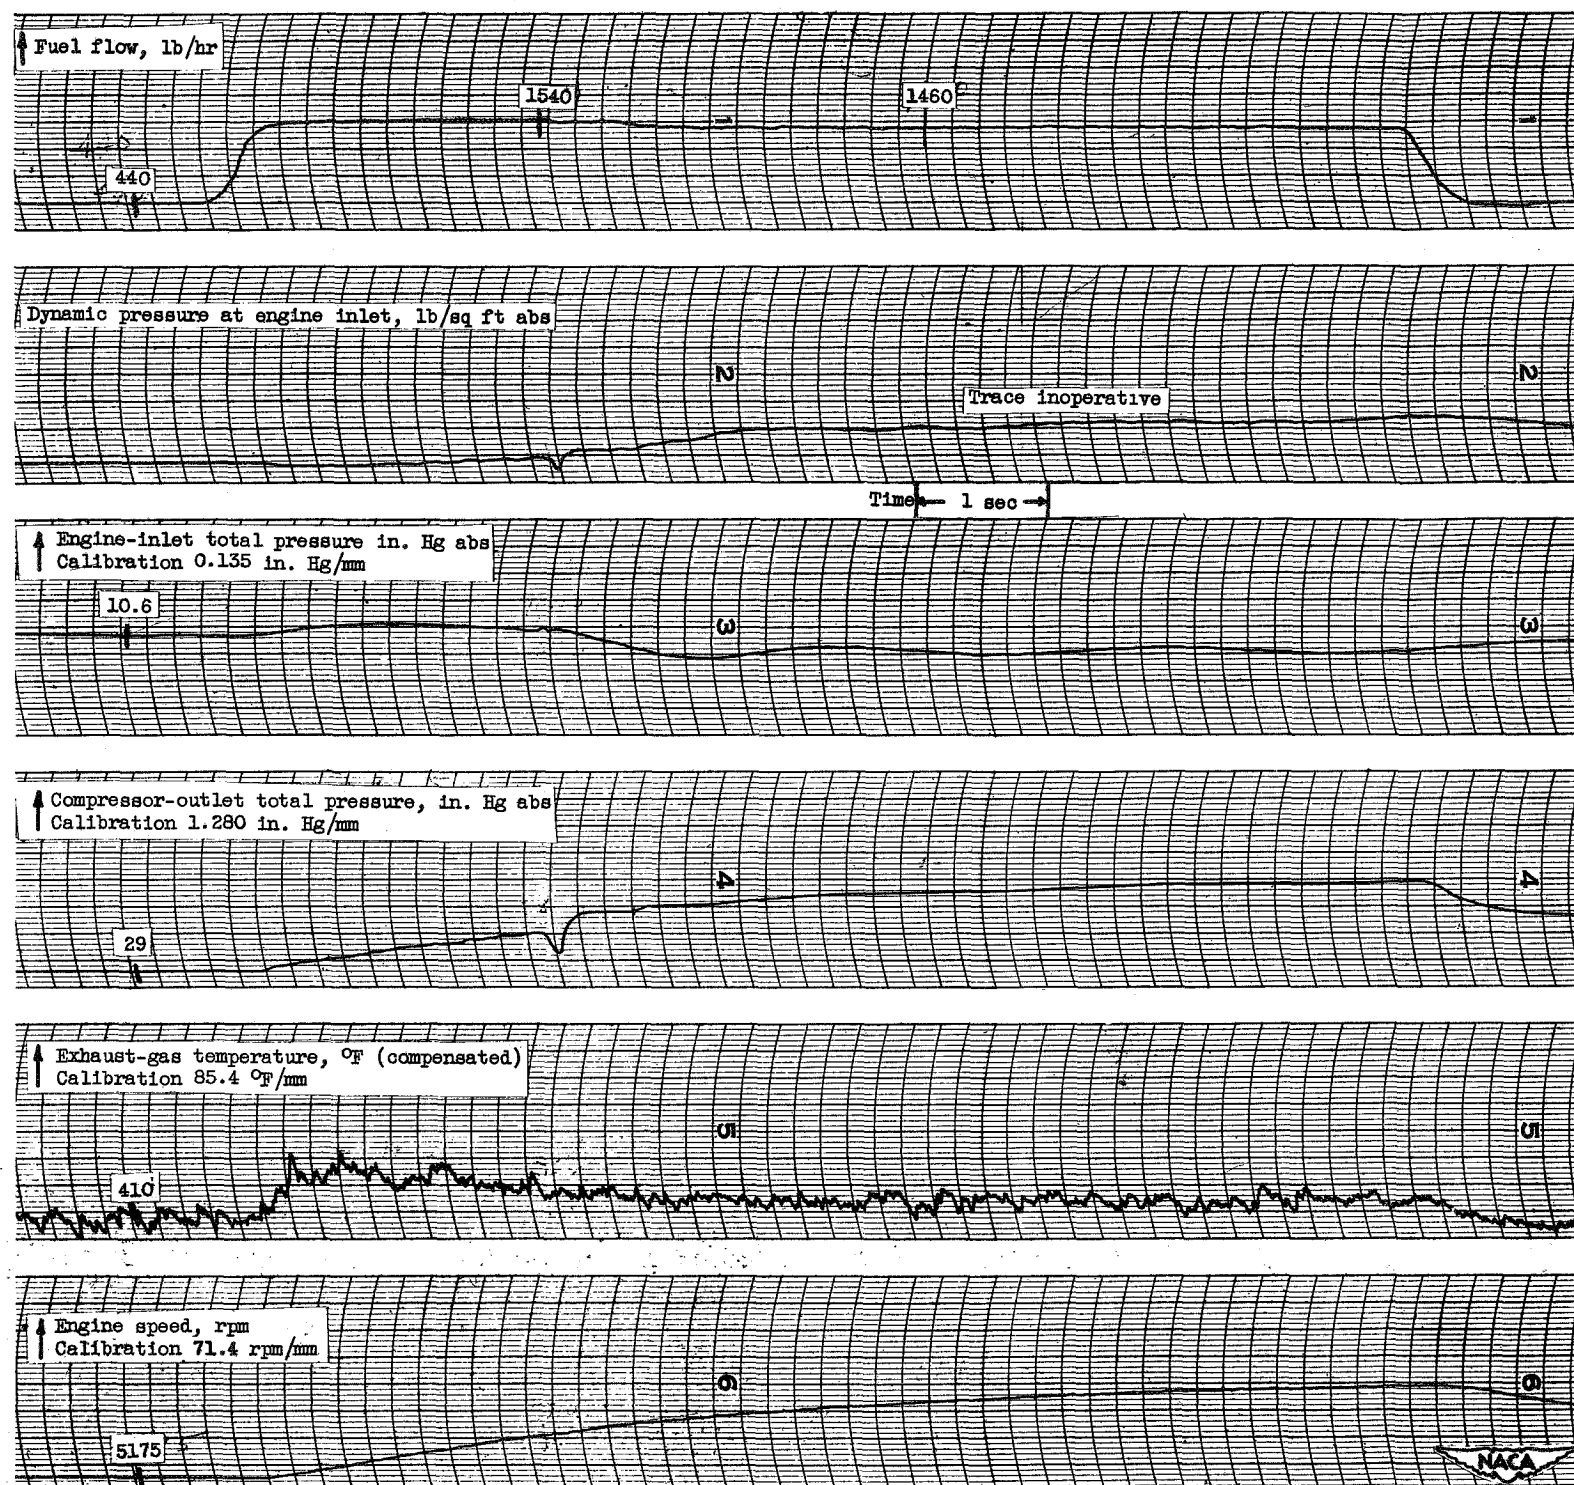 Fuel flow, lb/hr
1540
1460
1
1
440
Dynamic pressure at engine inlet, lb/sq ft abs
2
2
Trace inoperative
Time 1 sec
Engine-inlet total pressure in. Hg abs
Calibration 0.135 in. Hg/mm
10.6
3
3
Compressor-outlet total pressure, in. Hg abs
Calibration 1.280 in. Hg/mm
4
4
29
Exhaust-gas temperature, °F (compensated)
Calibration 85.4 °F/mm
5
5
410
Engine speed, rpm
Calibration 71.4 rpm/mm
6
6
5175
NACA